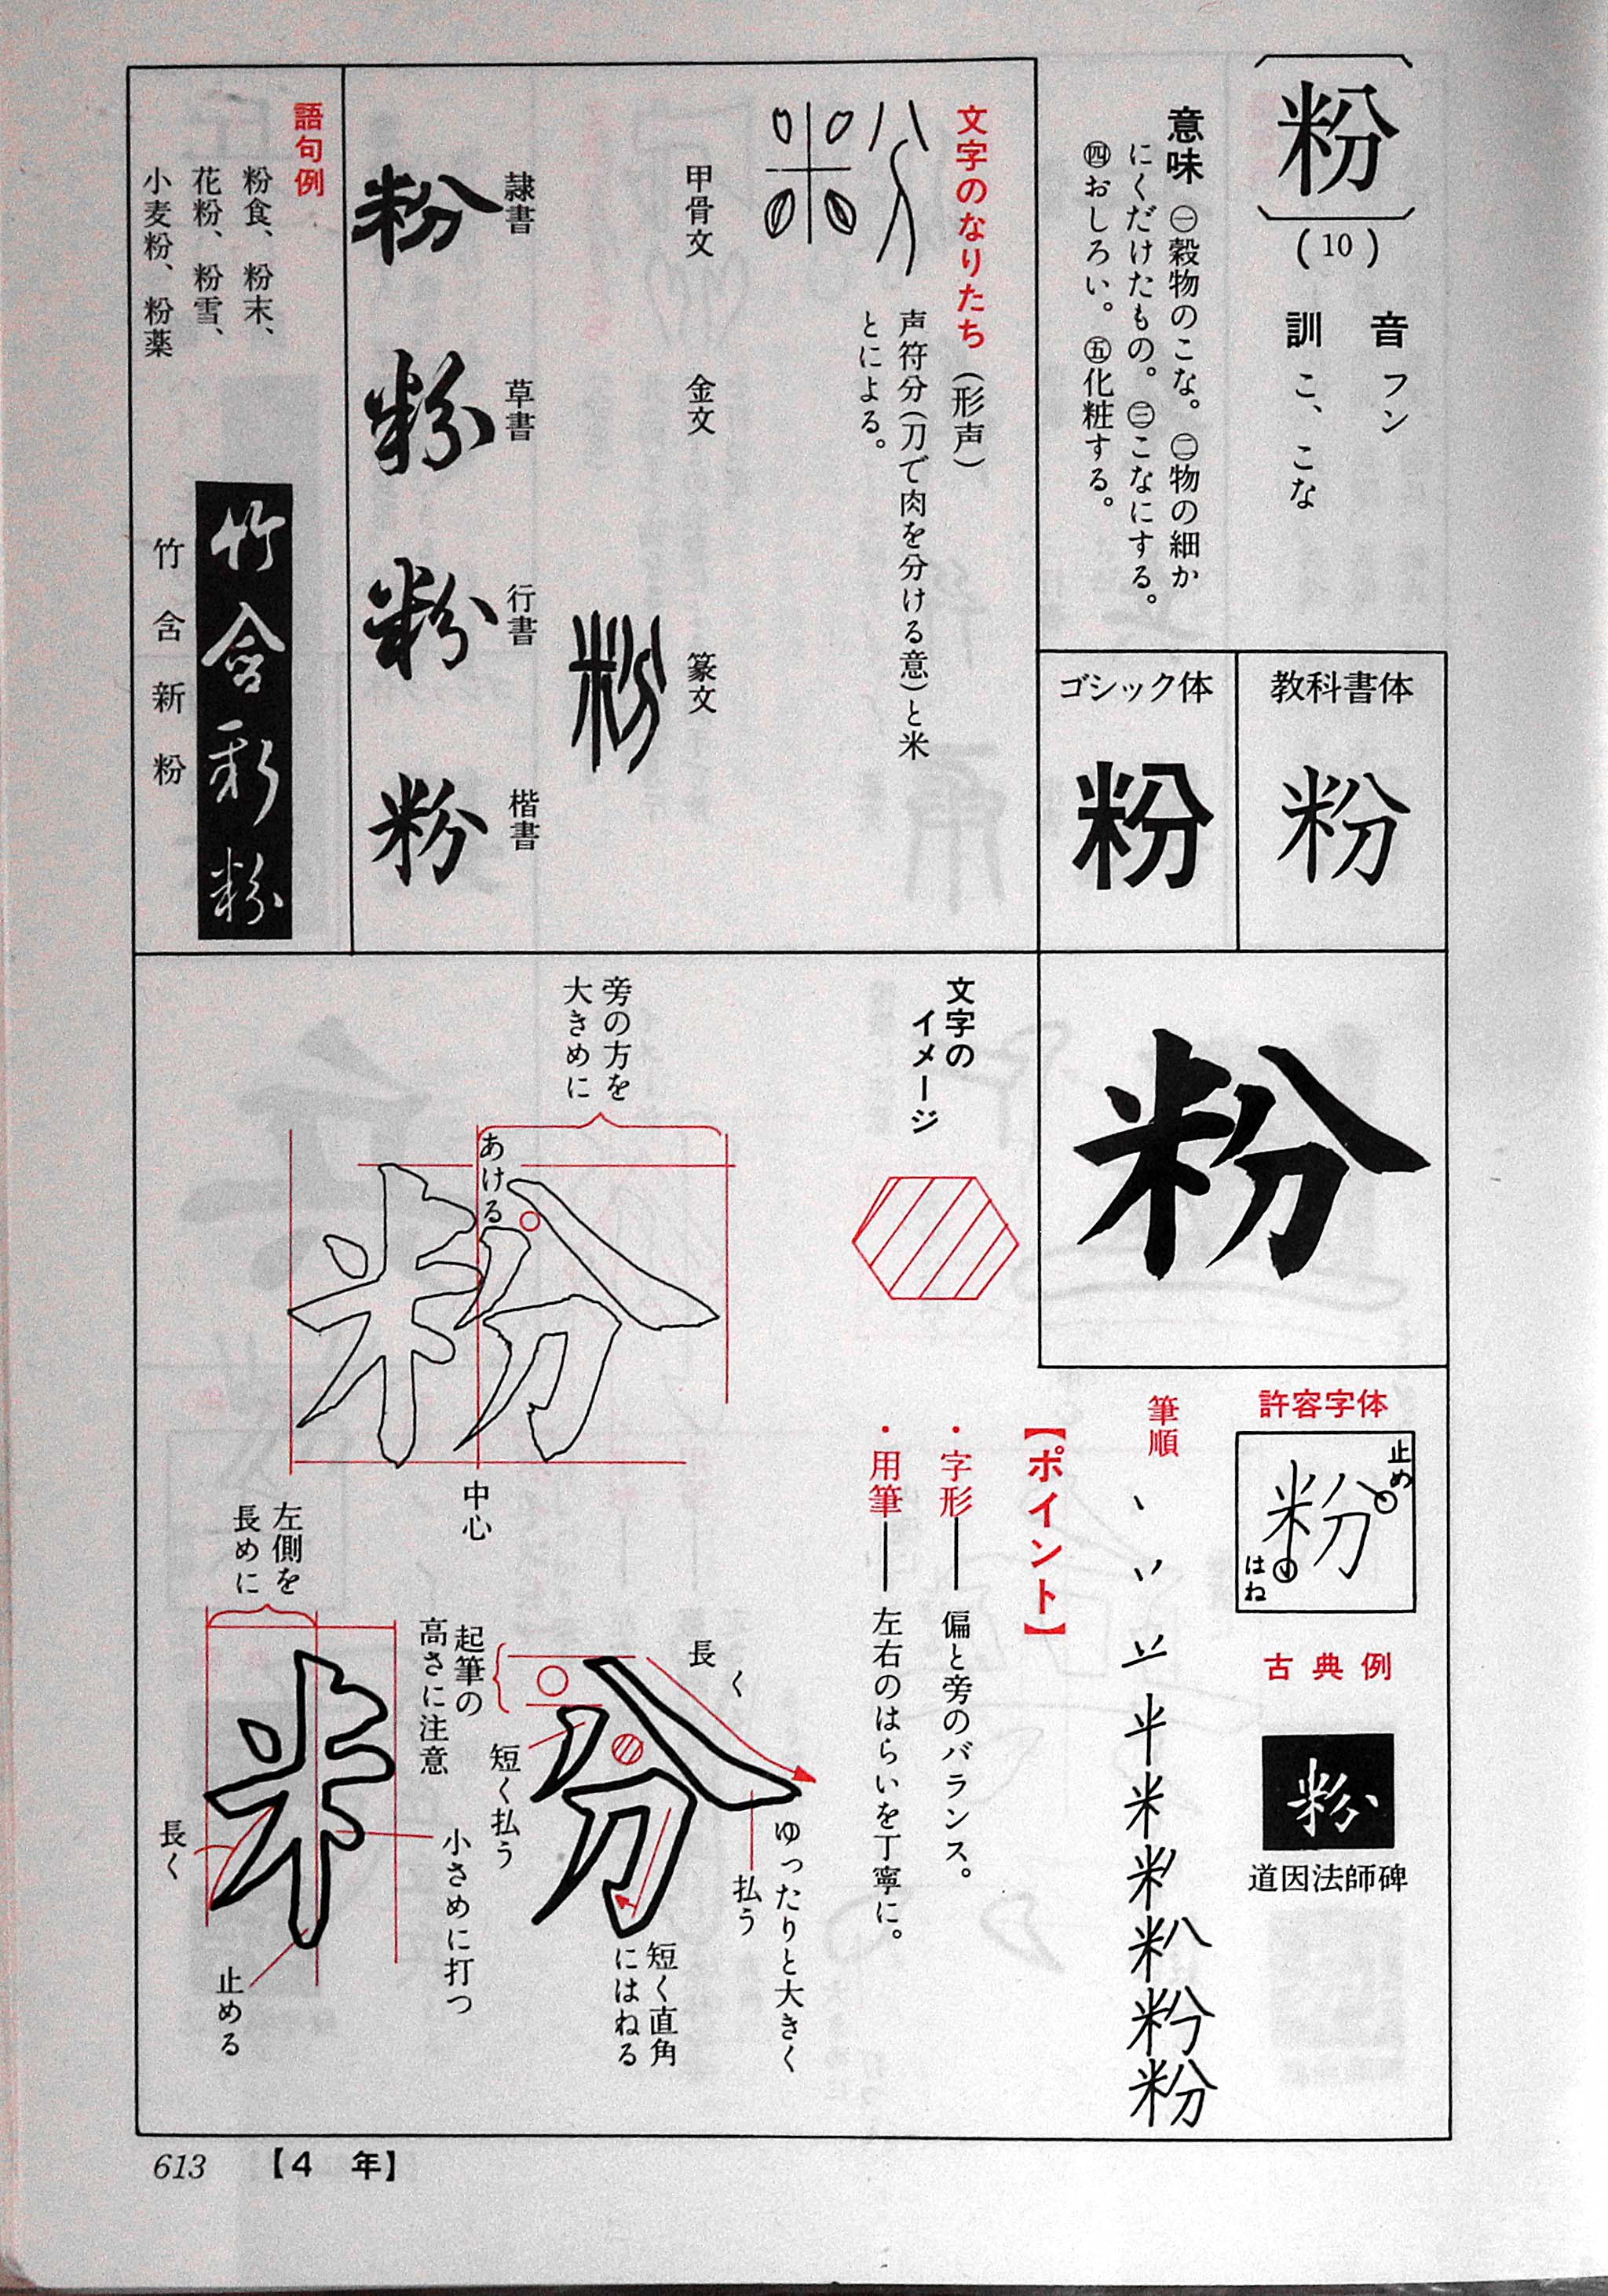 粉
(10)
音 フン
訓 こ、こな
意味 ㊀穀物のこな。㊁物の細か
にくだけたもの。㊂こなにする。
㊃おしろい。㊄化粧する。
教科書体
粉
ゴシック体
粉
文字のなりたち(形声)
声符分(刀で肉を分ける意)と米
とによる。
甲骨文
金文
篆文
粉
隷書
粉
草書
粉
行書
粉
楷書
粉
語句例
粉食、粉末、
花粉、粉雪、
小麦粉、粉薬
竹含新粉
竹含新粉
粉
許容字体
粉
止め
はね
古典例
粉
道因法師碑
筆順
粉
【ポイント】
・字形——偏と旁のバランス。
・用筆——左右のはらいを丁寧に。
文字の
イメージ
旁の方を
大きめに
あける
粉
中心
長く
ゆったりと大きく
払う
分
短く直角
にはねる
起筆の
高さに注意
短く払う
左側を
長めに
米
小さめに打つ
長く
止める
613 【4 年】